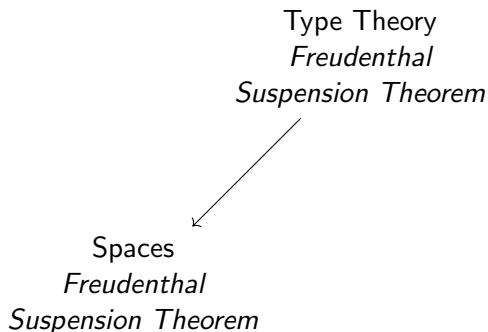 Type Theory
Freudenthal
Suspension Theorem
Spaces
Freudenthal
Suspension Theorem